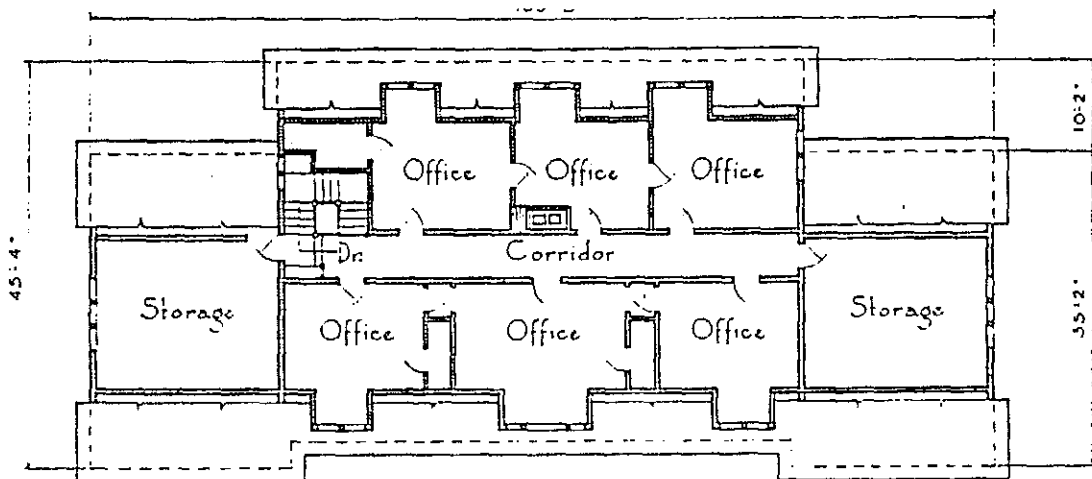 Office Office Office
10'-2"
Dn.
Corridor
45'-4"
Storage
Office Office Office
Storage
35'-2"